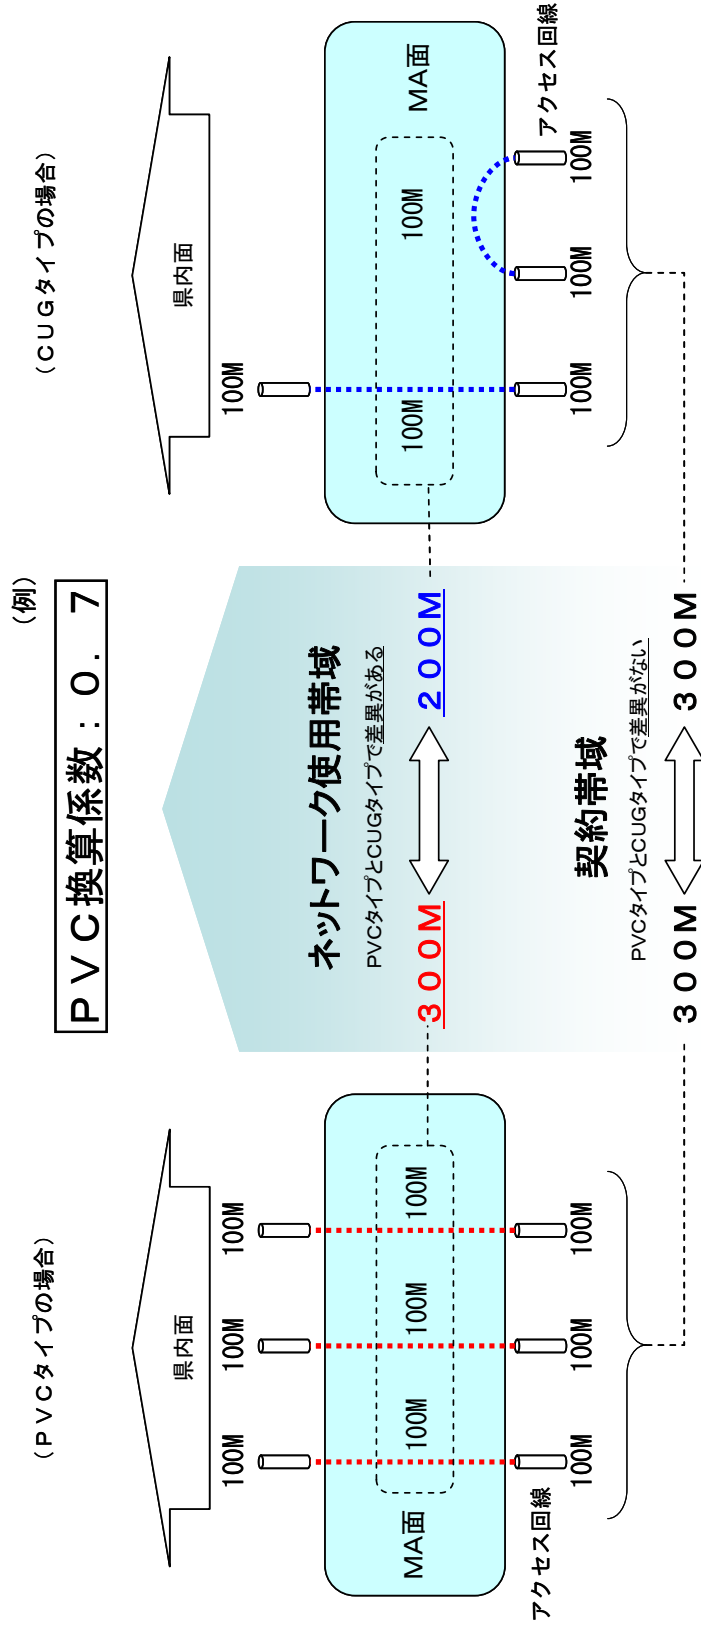 (例)
PVC換算係数:0.7
(PVCタイプの場合)
県内面
100M
100M
100M
100M
100M
100M
MA面
アクセス回線
100M
100M
100M
ネットワーク使用帯域
PVCタイプとCUGタイプで差異がある
300M
200M
契約帯域
PVCタイプとCUGタイプで差異がない
300M
300M
(CUGタイプの場合)
県内面
100M
100M
100M
MA面
アクセス回線
100M
100M
100M